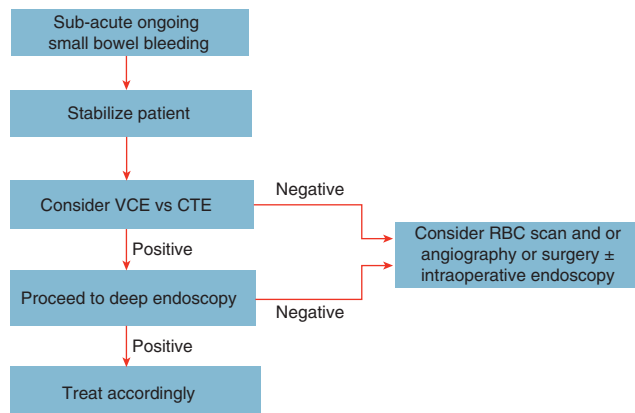 Sub-acute ongoing
small bowel bleeding
Stabilize patient
Consider VCE vs CTE
Negative
Consider RBC scan and or
angiography or surgery ±
intraoperative endoscopy
Positive
Proceed to deep endoscopy
Negative
Positive
Treat accordingly